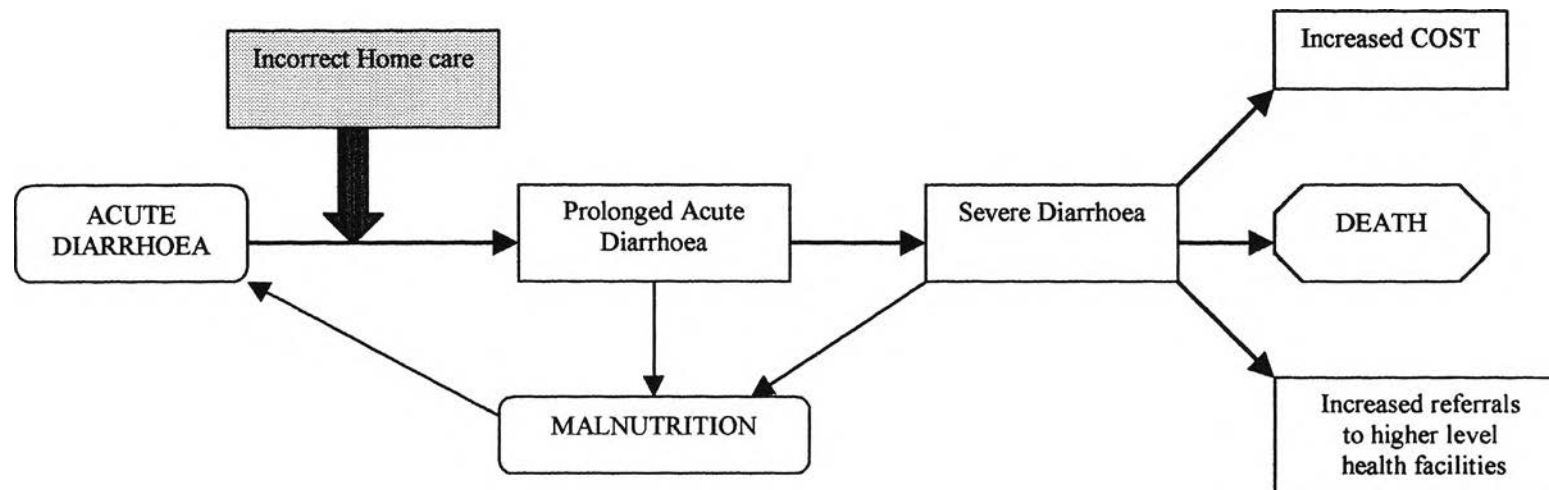 Incorrect Home care
Increased COST
ACUTE
DIARRHOEA
Prolonged Acute
Diarrhoea
Severe Diarrhoea
DEATH
MALNUTRITION
Increased referrals
to higher level
health facilities